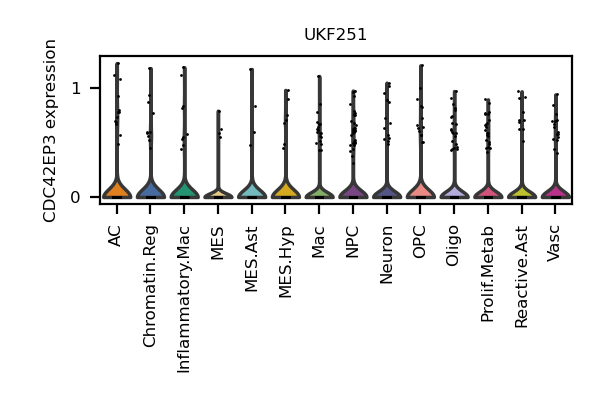 UKF251
CDC42EP3 expression
1
0
AC
Chromatin.Reg
Inflammatory.Mac
MES
MES.Ast
MES.Hyp
Mac
NPC
Neuron
OPC
Oligo
Prolif.Metab
Reactive.Ast
Vasc